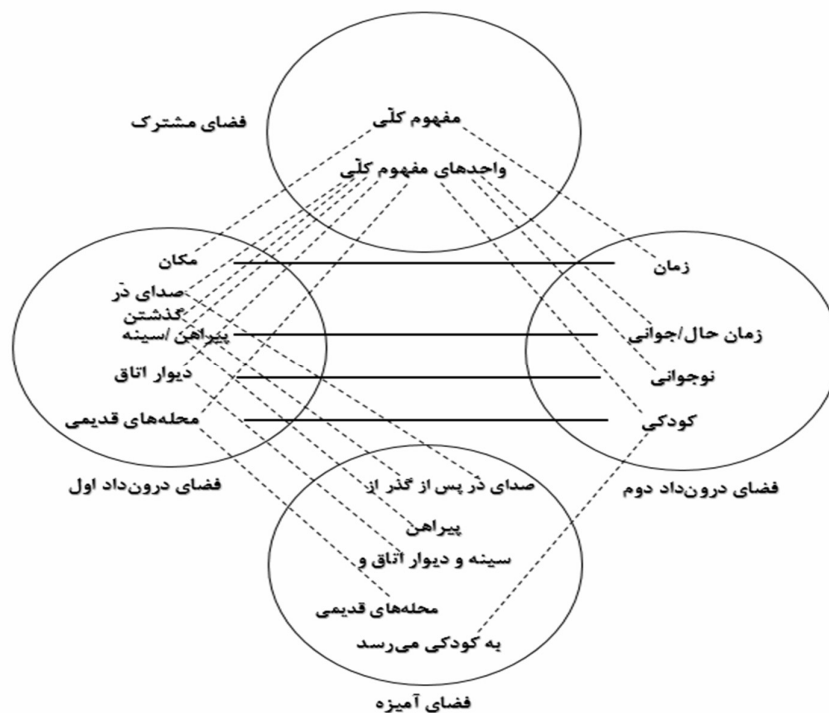 مفهوم کلّی
فضای مشترک
واحدهای مفهوم کلّی
مکان
زمان
صدای دَر
گذشتن
پیراهن /سینه
زمان حال/جوانی
دیوار اتاق
نوجوانی
محله‌های قدیمی
کودکی
فضای درون‌داد اول
فضای درون‌داد دوم
صدای دَر پس از گذر از
پیراهن
سینه و دیوار اتاق و
محله‌های قدیمی
به کودکی می‌رسد
فضای آمیزه